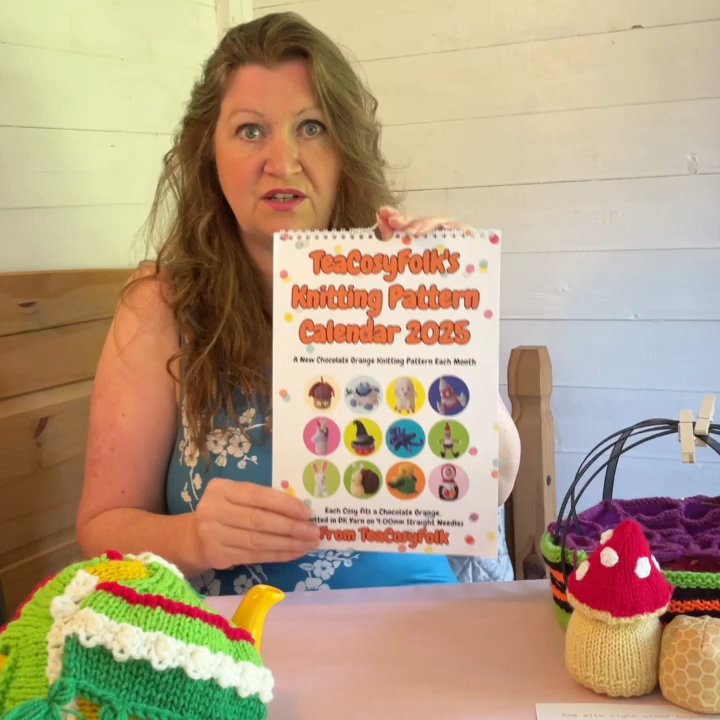 TeaCosyFolk's
Knitting Pattern
Calendar 2025
A New Chocolate Orange Knitting Pattern Each Month
Each Cosy fits a Chocolate Orange.
in DK Yarn on 4.00mm Straight Needles
From TeaCosyFolk